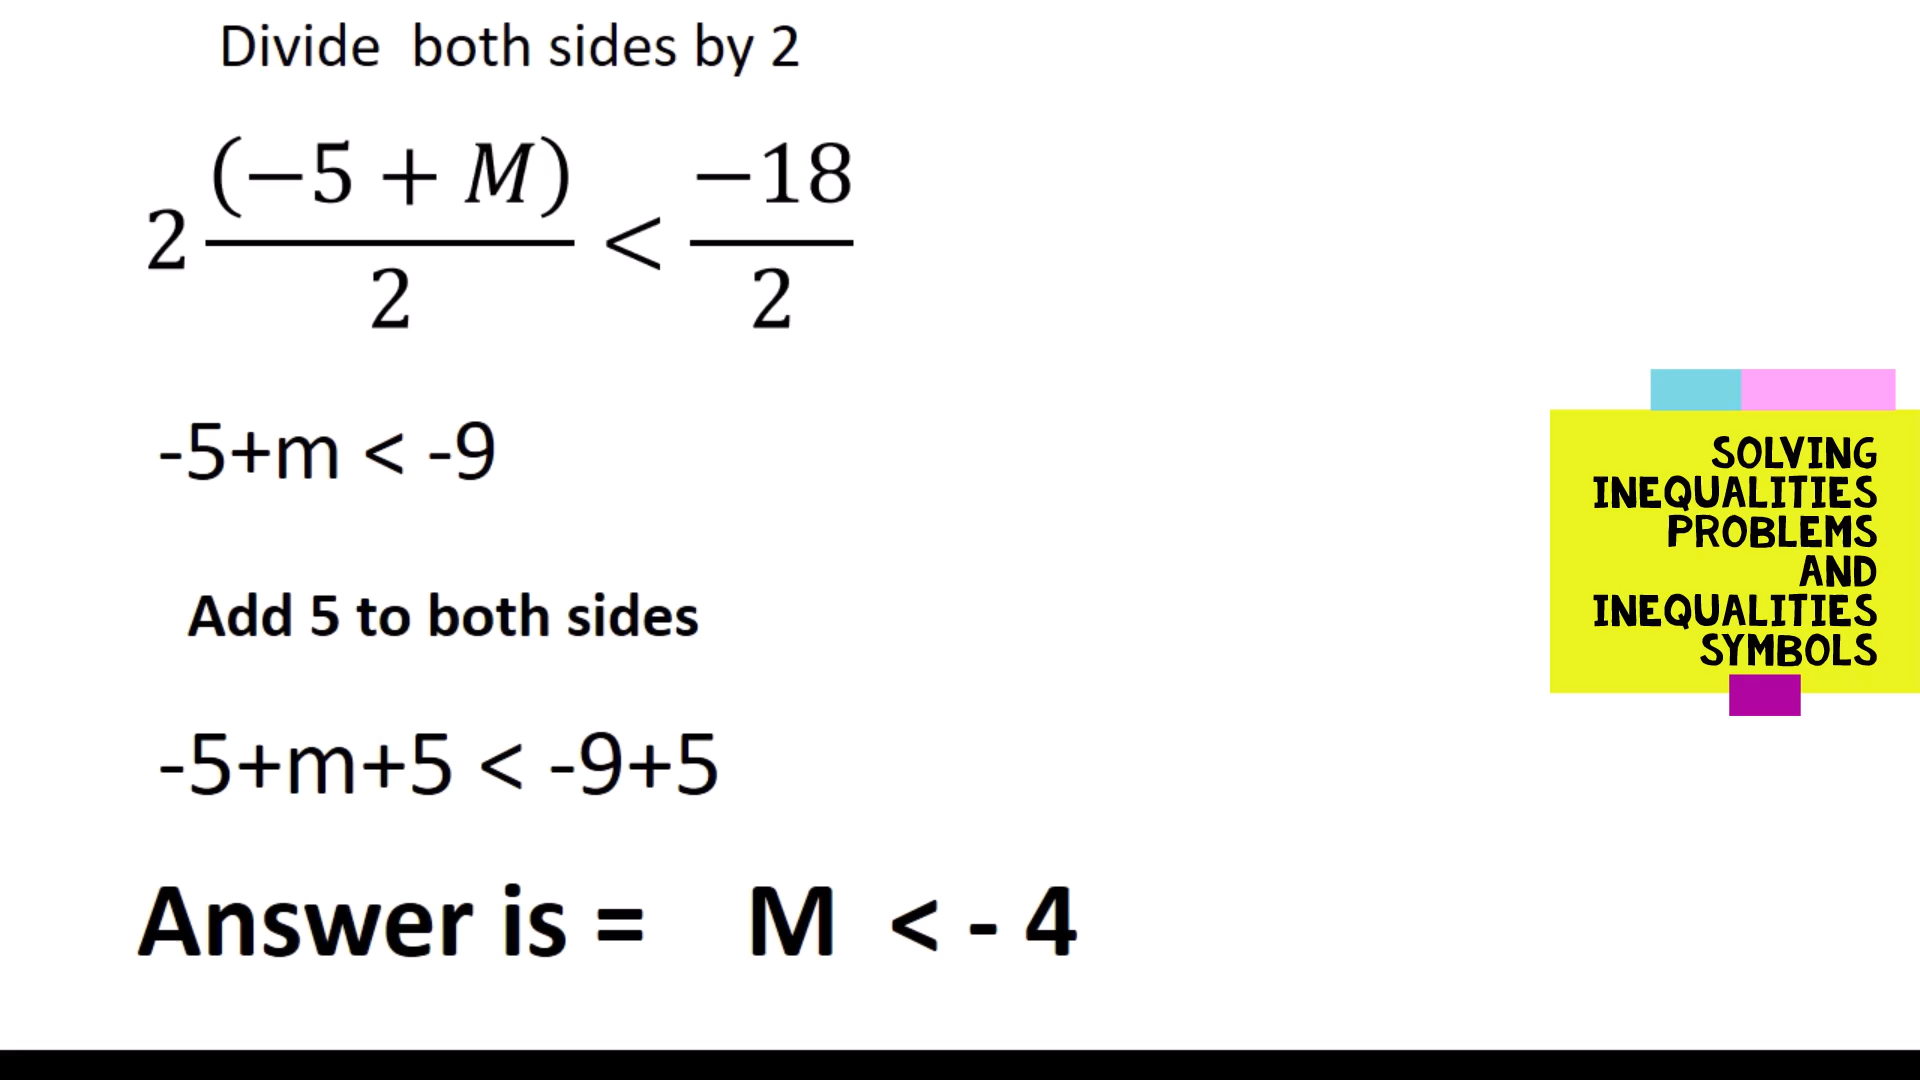 Divide both sides by 2
2 (−5 + M)/2 < −18/2
-5+m < -9
Add 5 to both sides
-5+m+5 < -9+5
Answer is = M < - 4
SOLVING
INEQUALITIES
PROBLEMS
AND
INEQUALITIES
SYMBOLS